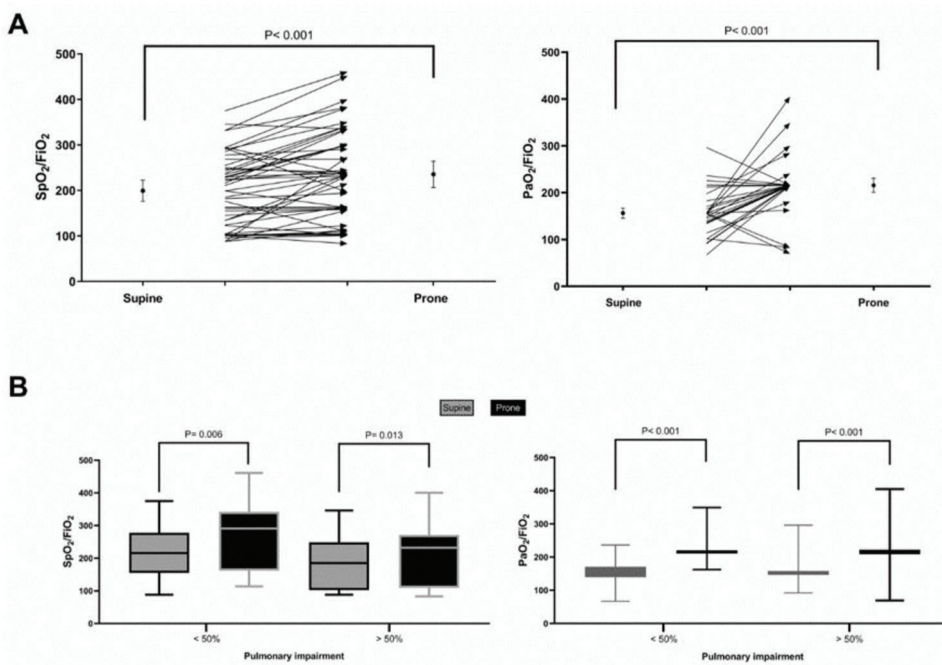 A
P< 0.001
500
400
300
200
100
0
SpO₂/FiO₂
Supine
Prone
P< 0.001
500
400
300
200
100
0
PaO₂/FiO₂
Supine
Prone
B
Supine
Prone
P= 0.006
P= 0.013
500
400
300
200
100
0
SpO₂/FiO₂
< 50%
> 50%
Pulmonary impairment
P< 0.001
P< 0.001
500
400
300
200
100
0
PaO₂/FiO₂
< 50%
> 50%
Pulmonary impairment